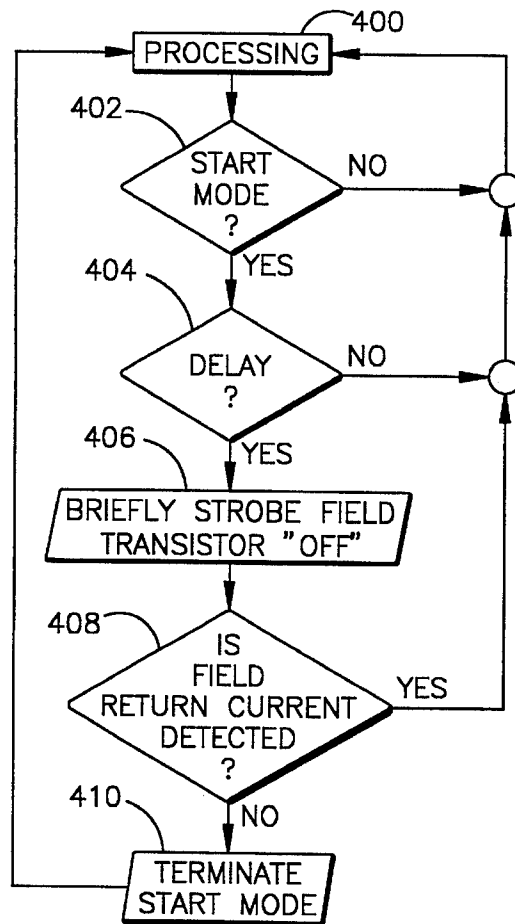 400
PROCESSING
402
START
MODE
?
NO
YES
404
DELAY
?
NO
YES
406
BRIEFLY STROBE FIELD
TRANSISTOR "OFF"
408
IS
FIELD
RETURN CURRENT
DETECTED
?
YES
NO
410
TERMINATE
START MODE